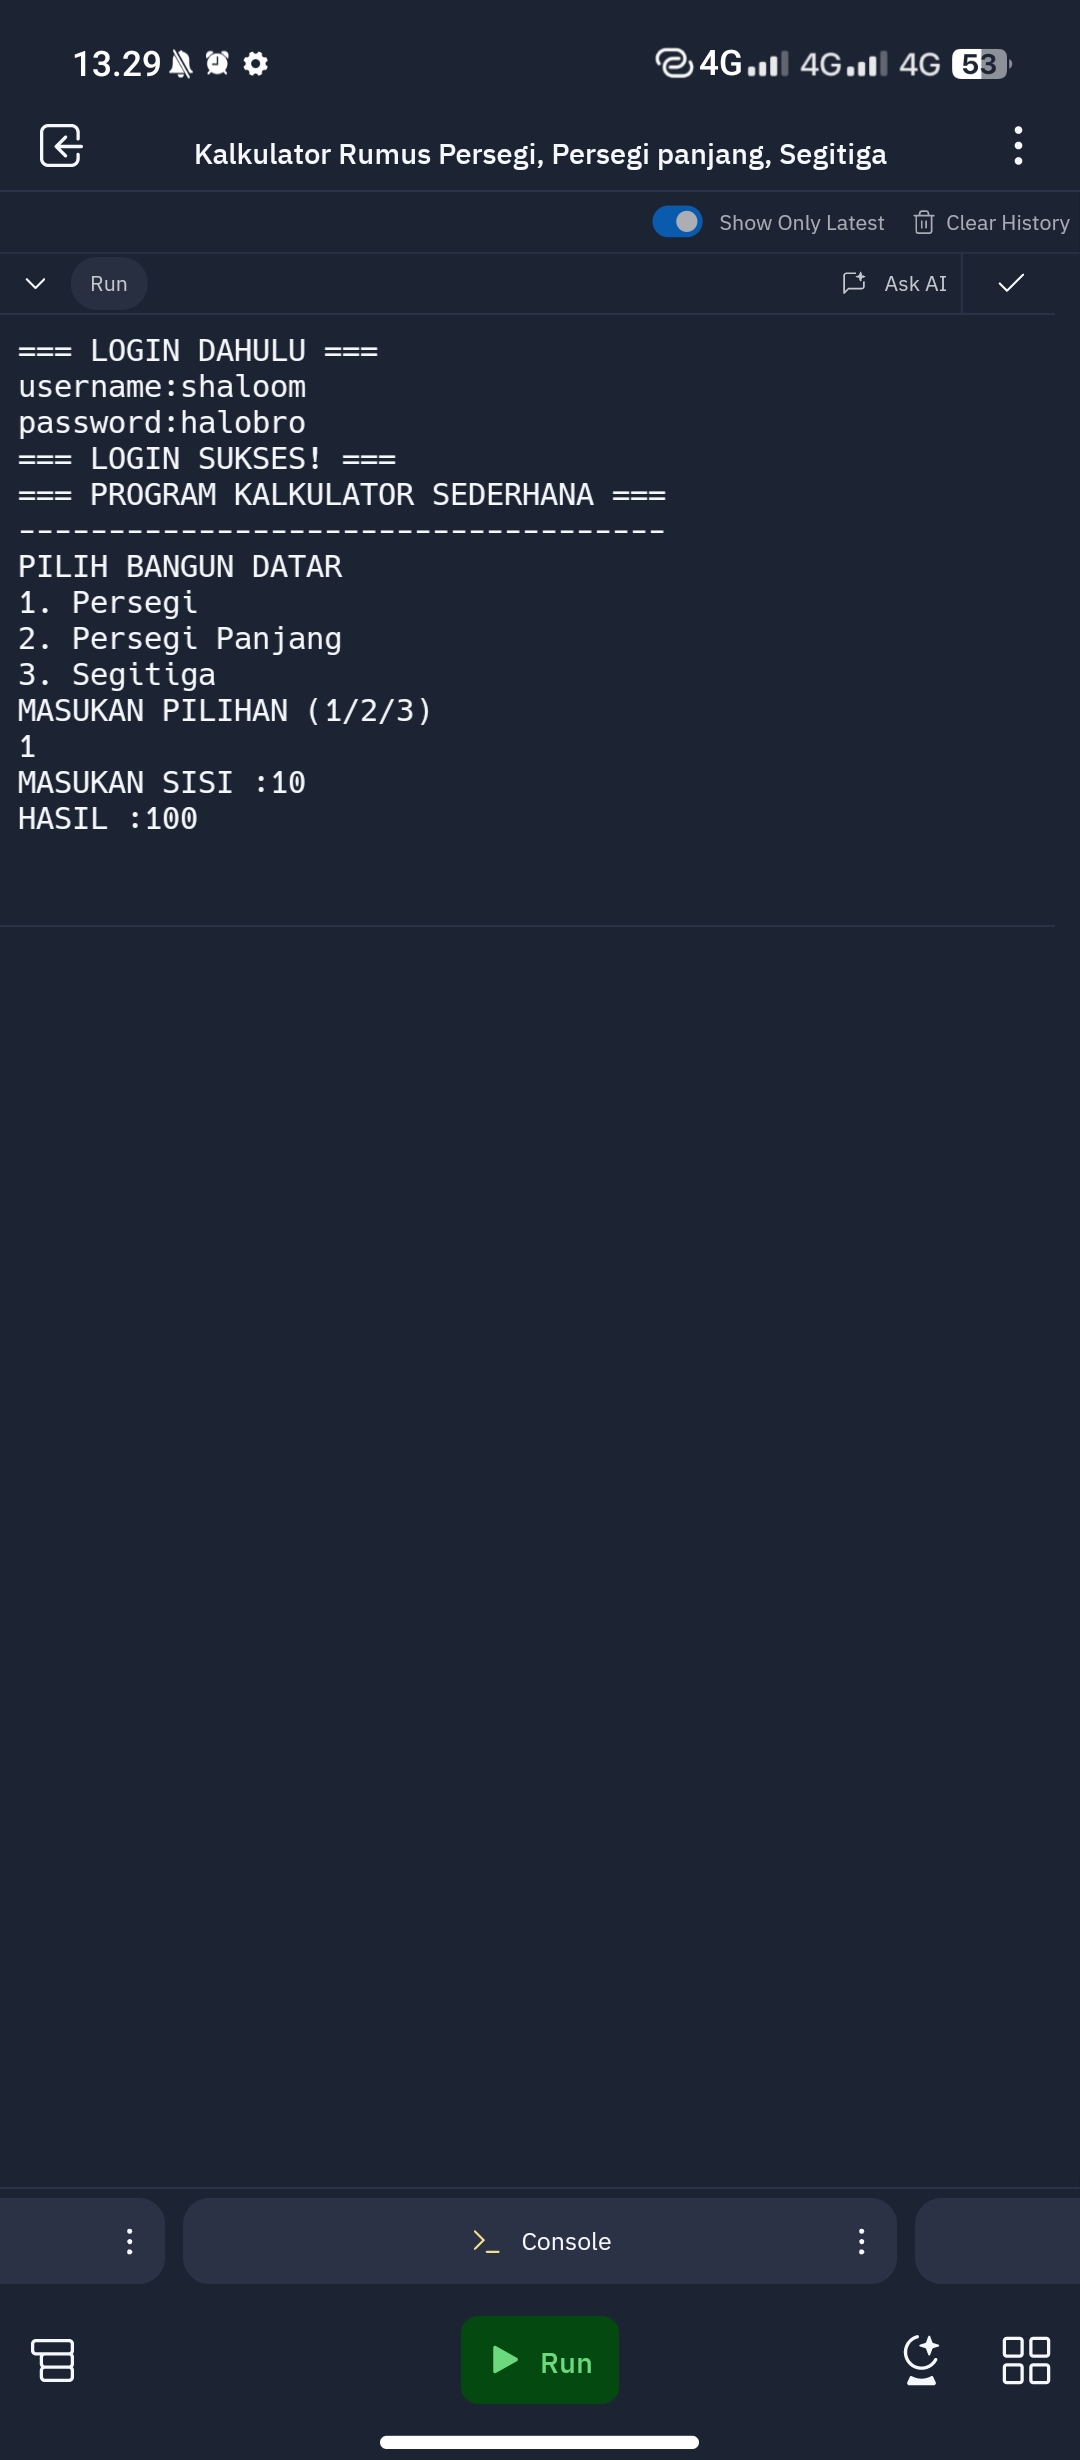 13.29
4G 4G 4G 53
Kalkulator Rumus Persegi, Persegi panjang, Segitiga
Show Only Latest Clear History
Run Ask AI
=== LOGIN DAHULU ===
username:shaloom
password:halobro
=== LOGIN SUKSES! ===
=== PROGRAM KALKULATOR SEDERHANA ===
------------------------------------
PILIH BANGUN DATAR
1. Persegi
2. Persegi Panjang
3. Segitiga
MASUKAN PILIHAN (1/2/3)
1
MASUKAN SISI :10
HASIL :100
Console
Run